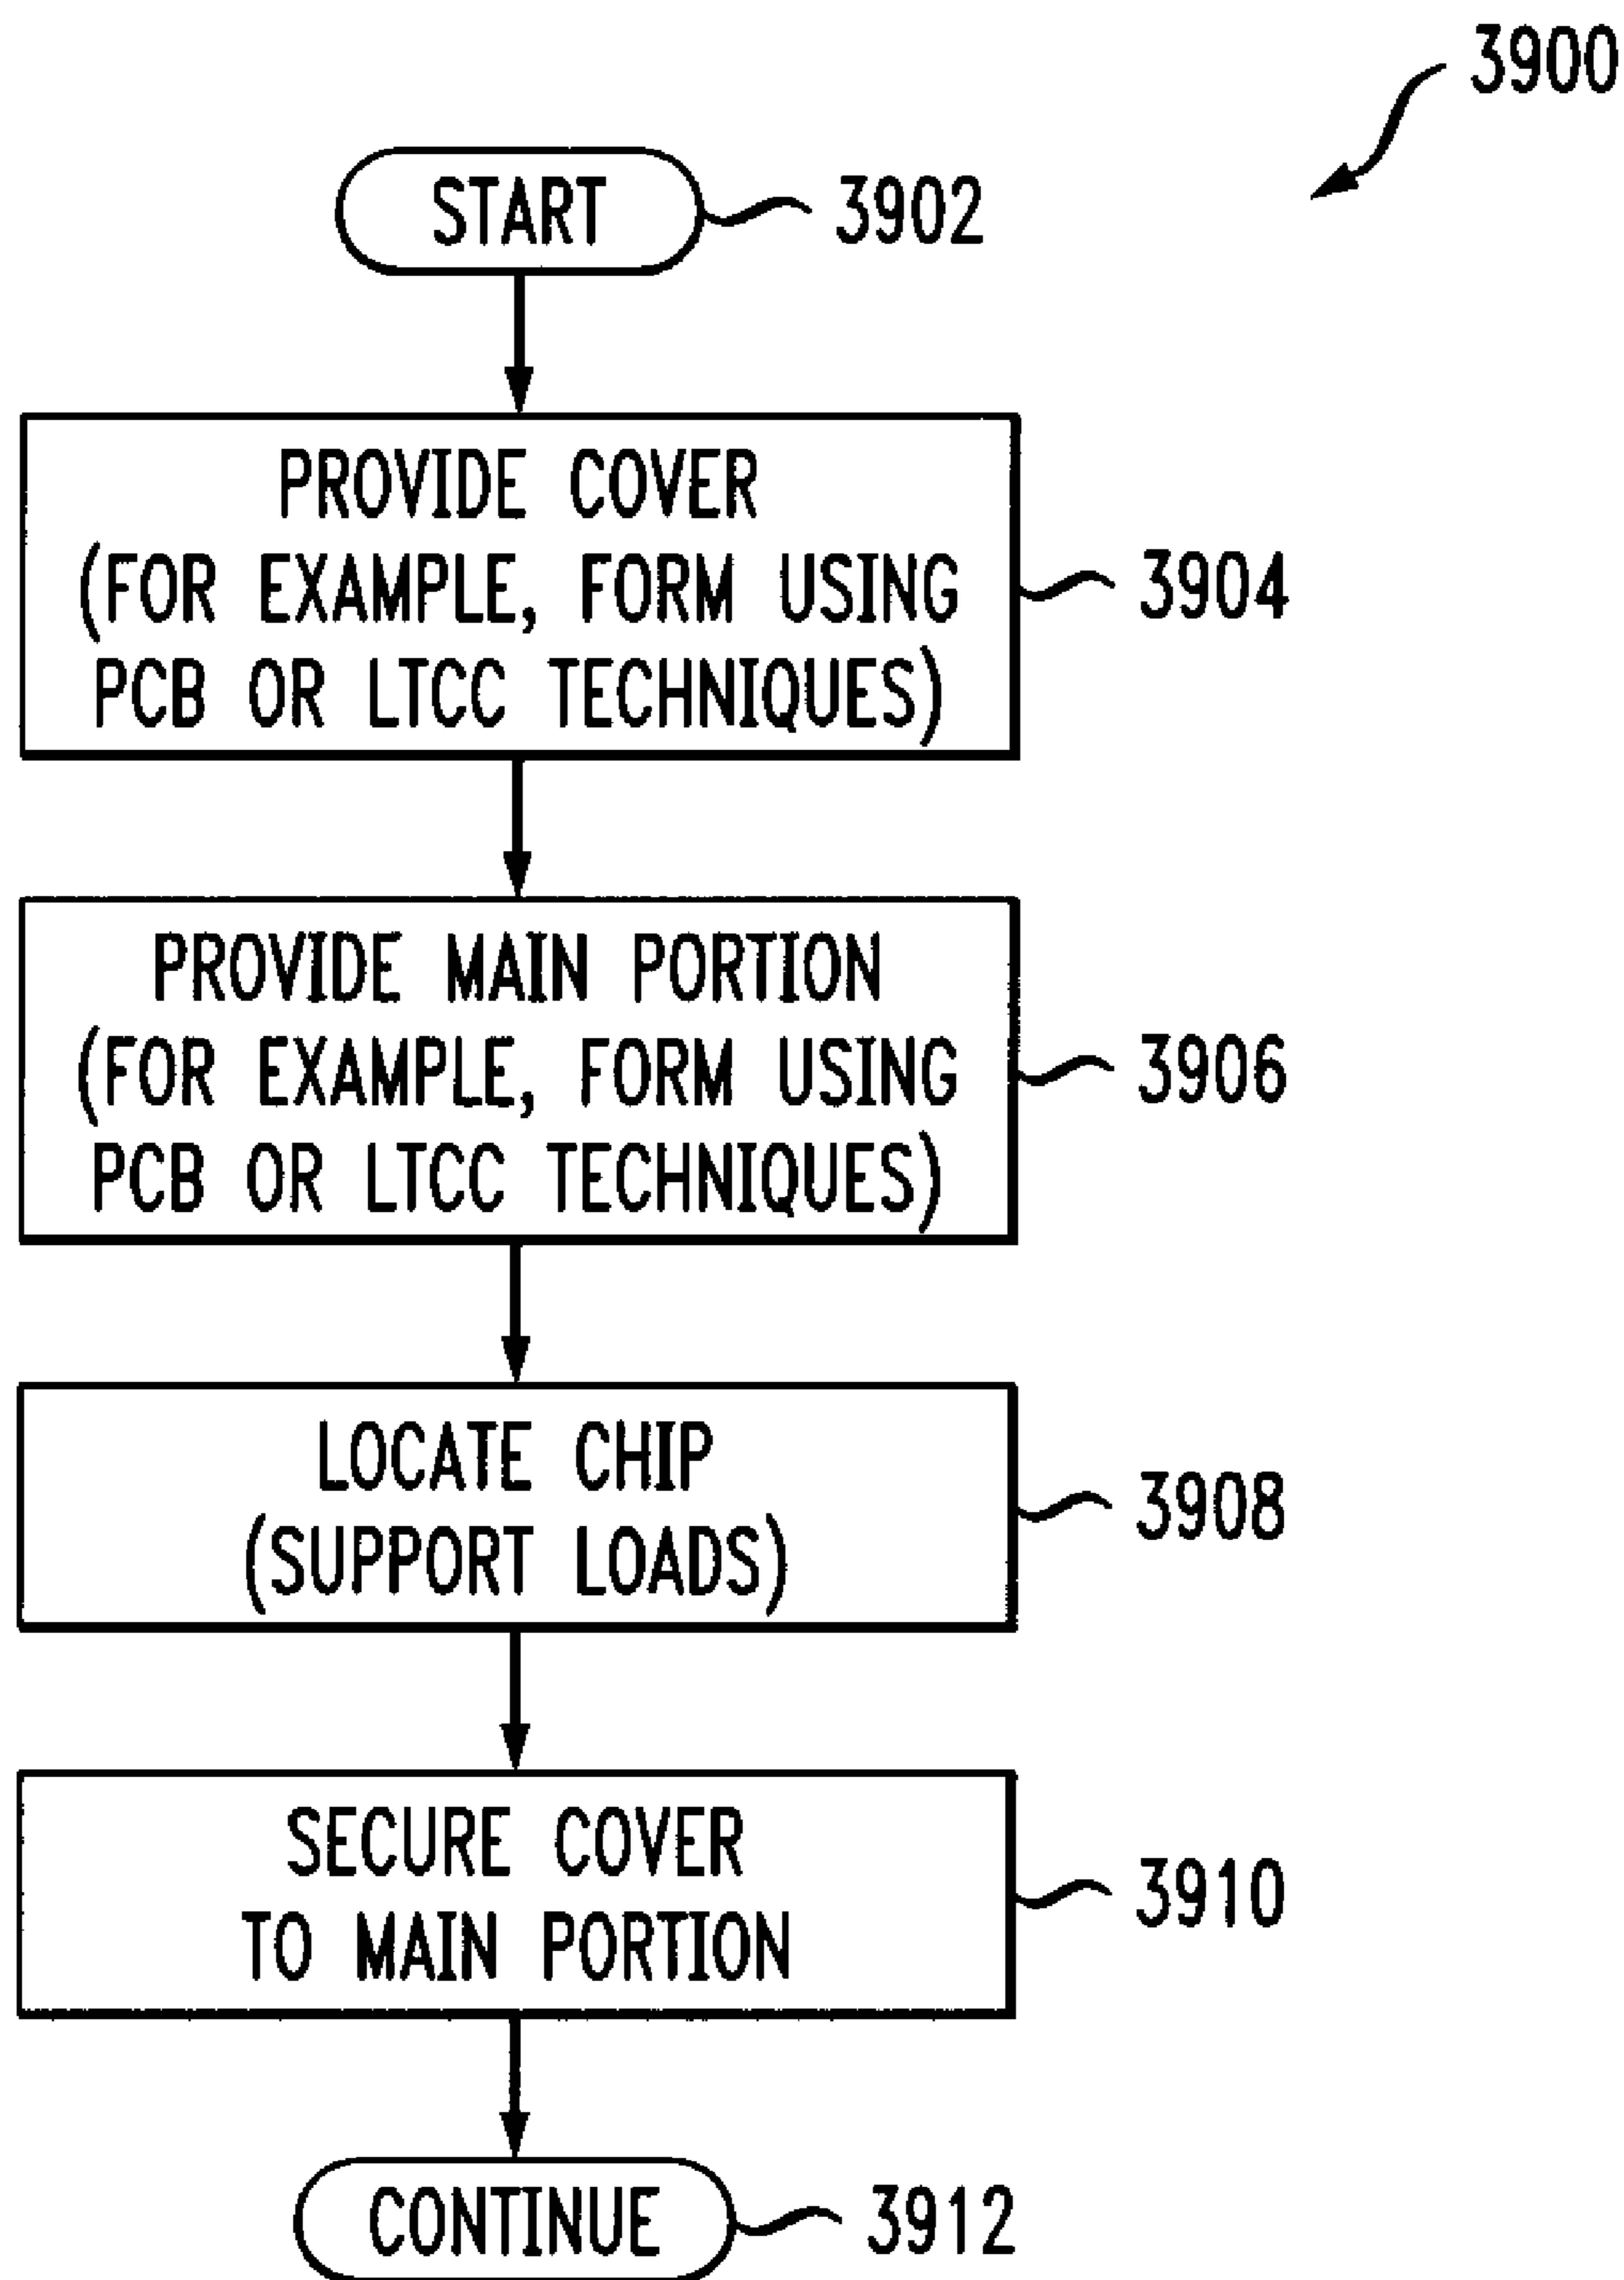 3900
START
3902
PROVIDE COVER
(FOR EXAMPLE, FORM USING
PCB OR LTCC TECHNIQUES)
3904
PROVIDE MAIN PORTION
(FOR EXAMPLE, FORM USING
PCB OR LTCC TECHNIQUES)
3906
LOCATE CHIP
(SUPPORT LOADS)
3908
SECURE COVER
TO MAIN PORTION
3910
CONTINUE
3912